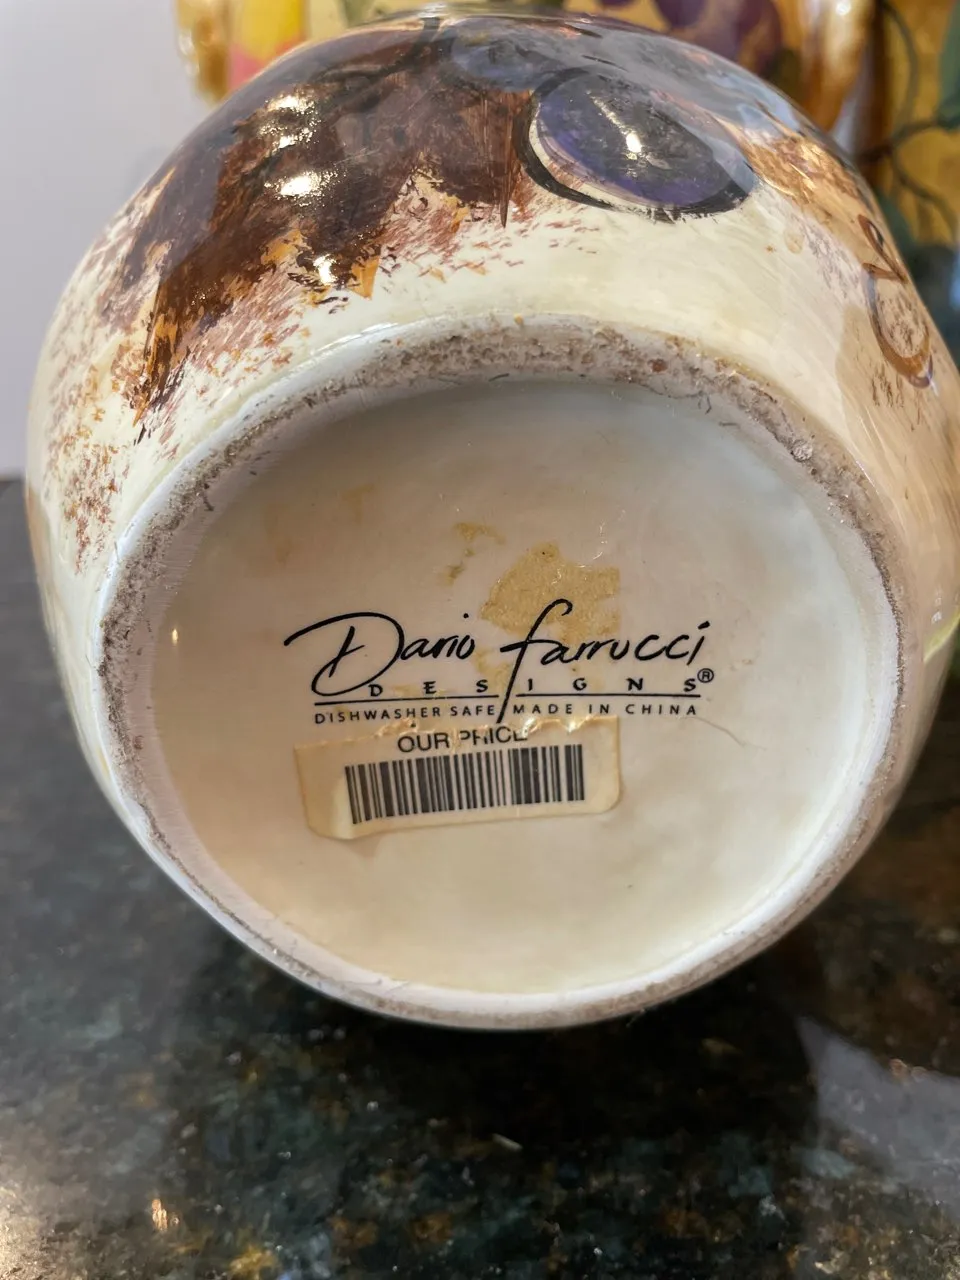 Dario farrucci
DESIGNS®
DISHWASHER SAFE MADE IN CHINA
OUR PRICE